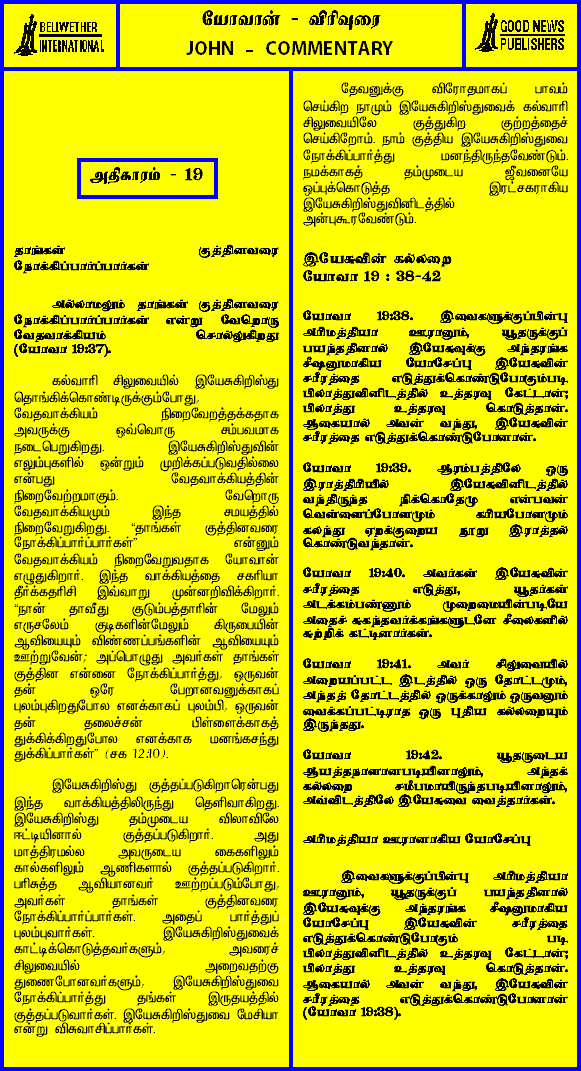 BELLWETHER
INTERNATIONAL
யோவான் - விரிவுரை
JOHN - COMMENTARY
GOOD NEWS
PUBLISHERS
அதிகாரம் - 19
தாங்கள் குத்தினவரை
நோக்கிப்பார்ப்பார்கள்
அல்லாமலும் தாங்கள் குத்தினவரை
நோக்கிப்பார்ப்பார்கள் என்று வேறொரு
வேதவாக்கியம் சொல்லுகிறது
(யோவா 19:37).
கல்வாரி சிலுவையில் இயேசுகிறிஸ்து
தொங்கிக்கொண்டிருக்கும்போது,
வேதவாக்கியம் நிறைவேறத்தக்கதாக
அவருக்கு ஒவ்வொரு சம்பவமாக
நடைபெறுகிறது. இயேசுகிறிஸ்துவின்
எலும்புகளில் ஒன்றும் முறிக்கப்படுவதில்லை
என்பது வேதவாக்கியத்தின்
நிறைவேற்றமாகும். வேறொரு
வேதவாக்கியமும் இந்த சமயத்தில்
நிறைவேறுகிறது. “தாங்கள் குத்தினவரை
நோக்கிப்பார்ப்பார்கள்” என்னும்
வேதவாக்கியம் நிறைவேறுவதாக யோவான்
எழுதுகிறார். இந்த வாக்கியத்தை சகரியா
தீர்க்கதரிசி இவ்வாறு முன்னறிவிக்கிறார்.
“நான் தாவீது குடும்பத்தாரின் மேலும்
எருசலேம் குடிகளின்மேலும் கிருபையின்
ஆவியையும் விண்ணப்பங்களின் ஆவியையும்
ஊற்றுவேன்; அப்பொழுது அவர்கள் தாங்கள்
குத்தின என்னை நோக்கிப்பார்த்து, ஒருவன்
தன் ஒரே பேறானவனுக்காகப்
புலம்புகிறதுபோல எனக்காகப் புலம்பி, ஒருவன்
தன் தலைச்சன் பிள்ளைக்காகத்
துக்கிக்கிறதுபோல எனக்காக மனங்கசந்து
துக்கிப்பார்கள்” (சக 12:10).
இயேசுகிறிஸ்து குத்தப்படுகிறாரென்பது
இந்த வாக்கியத்திலிருந்து தெளிவாகிறது.
இயேசுகிறிஸ்து தம்முடைய விலாவிலே
ஈட்டியினால் குத்தப்படுகிறார். அது
மாத்திரமல்ல அவருடைய கைகளிலும்
கால்களிலும் ஆணிகளால் குத்தப்படுகிறார்.
பரிசுத்த ஆவியானவர் ஊற்றப்படும்போது,
அவர்கள் தாங்கள் குத்தினவரை
நோக்கிப்பார்ப்பார்கள். அதைப் பார்த்துப்
புலம்புவார்கள். இயேசுகிறிஸ்துவைக்
காட்டிக்கொடுத்தவர்களும், அவரைச்
சிலுவையில் அறைவதற்கு
துணைபோனவர்களும், இயேசுகிறிஸ்துவை
நோக்கிப்பார்த்து தங்கள் இருதயத்தில்
குத்தப்படுவார்கள். இயேசுகிறிஸ்துவை மேசியா
என்று விசுவாசிப்பார்கள்.
தேவனுக்கு விரோதமாகப் பாவம்
செய்கிற நாமும் இயேசுகிறிஸ்துவைக் கல்வாரி
சிலுவையிலே குத்துகிற குற்றத்தைச்
செய்கிறோம். நாம் குத்திய இயேசுகிறிஸ்துவை
நோக்கிப்பார்த்து மனந்திருந்தவேண்டும்.
நமக்காகத் தம்முடைய ஜீவனையே
ஒப்புக்கொடுத்த இரட்சகராகிய
இயேசுகிறிஸ்துவினிடத்தில்
அன்புகூரவேண்டும்.
இயேசுவின் கல்லறை
யோவா 19 : 38-42
யோவா 19:38. இவைகளுக்குப்பின்பு
அரிமத்தியா ஊரானும், யூதருக்குப்
பயந்ததினால் இயேசுவுக்கு அந்தரங்க
சீஷனுமாகிய யோசேப்பு இயேசுவின்
சரீரத்தை எடுத்துக்கொண்டுபோகும்படி
பிலாத்துவினிடத்தில் உத்தரவு கேட்டான்;
பிலாத்து உத்தரவு கொடுத்தான்.
ஆகையால் அவன் வந்து, இயேசுவின்
சரீரத்தை எடுத்துக்கொண்டுபோனான்.
யோவா 19:39. ஆரம்பத்திலே ஒரு
இராத்திரியில் இயேசுவினிடத்தில்
வந்திருந்த நிக்கொதேமு என்பவன்
வெள்ளைப்போளமும் கரியபோளமும்
கலந்து ஏறக்குறைய நூறு இராத்தல்
கொண்டுவந்தான்.
யோவா 19:40. அவர்கள் இயேசுவின்
சரீரத்தை எடுத்து, யூதர்கள்
அடக்கம்பண்ணும் முறைமையின்படியே
அதைச் சுகந்தவர்க்கங்களுடனே சீலைகளில்
சுற்றிக் கட்டினார்கள்.
யோவா 19:41. அவர் சிலுவையில்
அறையப்பட்ட இடத்தில் ஒரு தோட்டமும்,
அந்தத் தோட்டத்தில் ஒருக்காலும் ஒருவனும்
வைக்கப்பட்டிராத ஒரு புதிய கல்லறையும்
இருந்தது.
யோவா 19:42. யூதருடைய
ஆயத்தநாளானபடியினாலும், அந்தக்
கல்லறை சமீபமாயிருந்தபடியினாலும்,
அவ்விடத்திலே இயேசுவை வைத்தார்கள்.
அரிமத்தியா ஊரானாகிய யோசேப்பு
இவைகளுக்குப்பின்பு அரிமத்தியா
ஊரானும், யூதருக்குப் பயந்ததினால்
இயேசுவுக்கு அந்தரங்க சீஷனுமாகிய
யோசேப்பு இயேசுவின் சரீரத்தை
எடுத்துக்கொண்டுபோகும் படி
பிலாத்துவினிடத்தில் உத்தரவு கேட்டான்;
பிலாத்து உத்தரவு கொடுத்தான்.
ஆகையால் அவன் வந்து, இயேசுவின்
சரீரத்தை எடுத்துக்கொண்டுபோனான்
(யோவா 19:38).